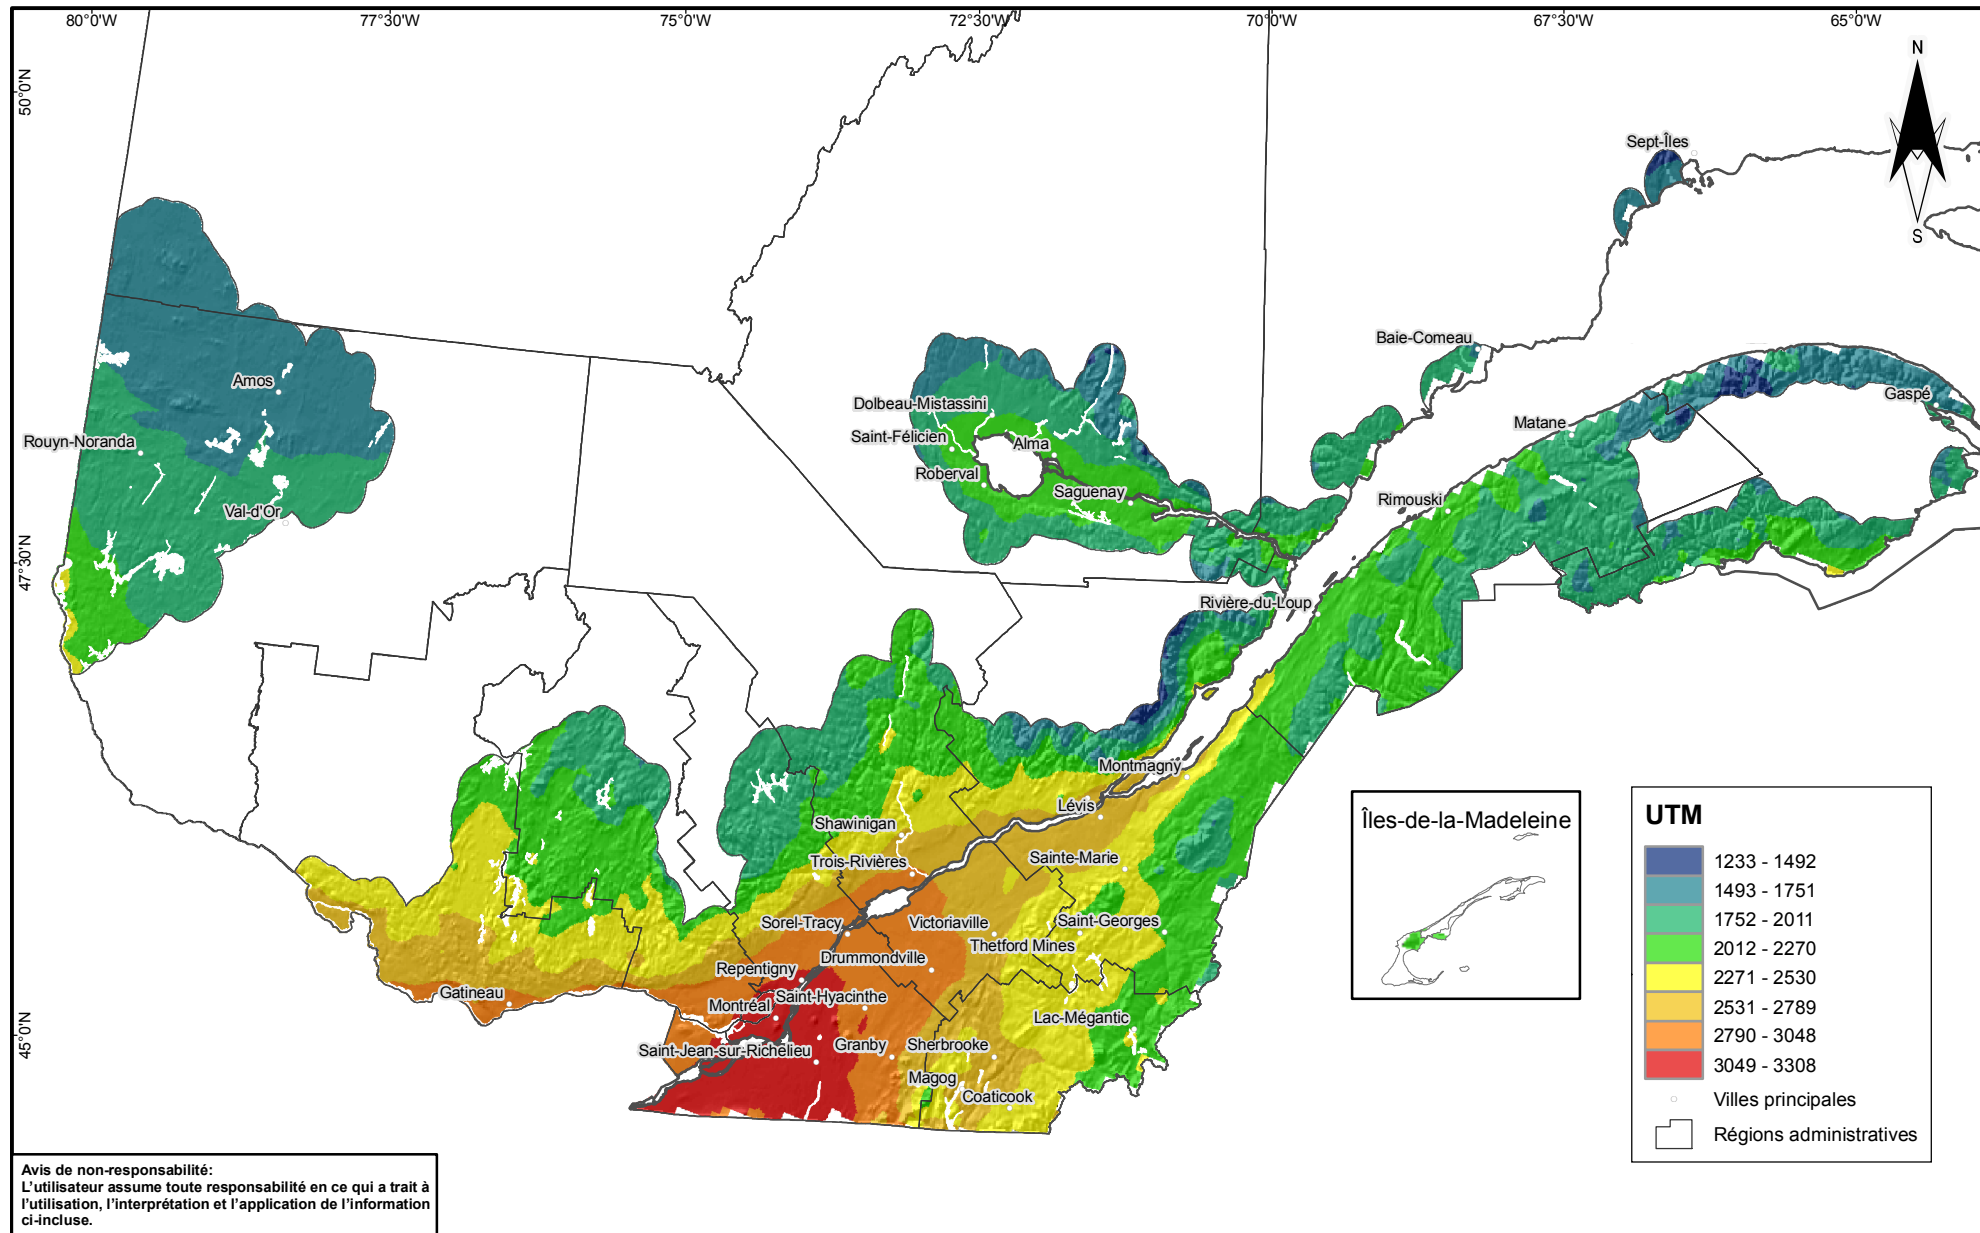 80°0'W
77°30'W
75°0'W
72°30'W
70°0'W
67°30'W
65°0'W
50°0'N
47°30'N
45°0'N
N
S
Sept-Îles
Baie-Comeau
Amos
Dolbeau-Mistassini
Gaspé
Matane
Rouyn-Noranda
Saint-Félicien
Alma
Roberval
Saguenay
Rimouski
Val-d'Or
Rivière-du-Loup
Montmagny
Lévis
Shawinigan
Trois-Rivières
Sainte-Marie
Sorel-Tracy
Victoriaville
Saint-Georges
Thetford Mines
Drummondville
Repentigny
Gatineau
Saint-Hyacinthe
Montréal
Lac-Mégantic
Saint-Jean-sur-Richelieu
Granby
Sherbrooke
Magog
Coaticook
Îles-de-la-Madeleine
UTM
1233 - 1492
1493 - 1751
1752 - 2011
2012 - 2270
2271 - 2530
2531 - 2789
2790 - 3048
3049 - 3308
Villes principales
Régions administratives
Avis de non-responsabilité:
L'utilisateur assume toute responsabilité en ce qui a trait à
l'utilisation, l'interprétation et l'application de l'information
ci-incluse.